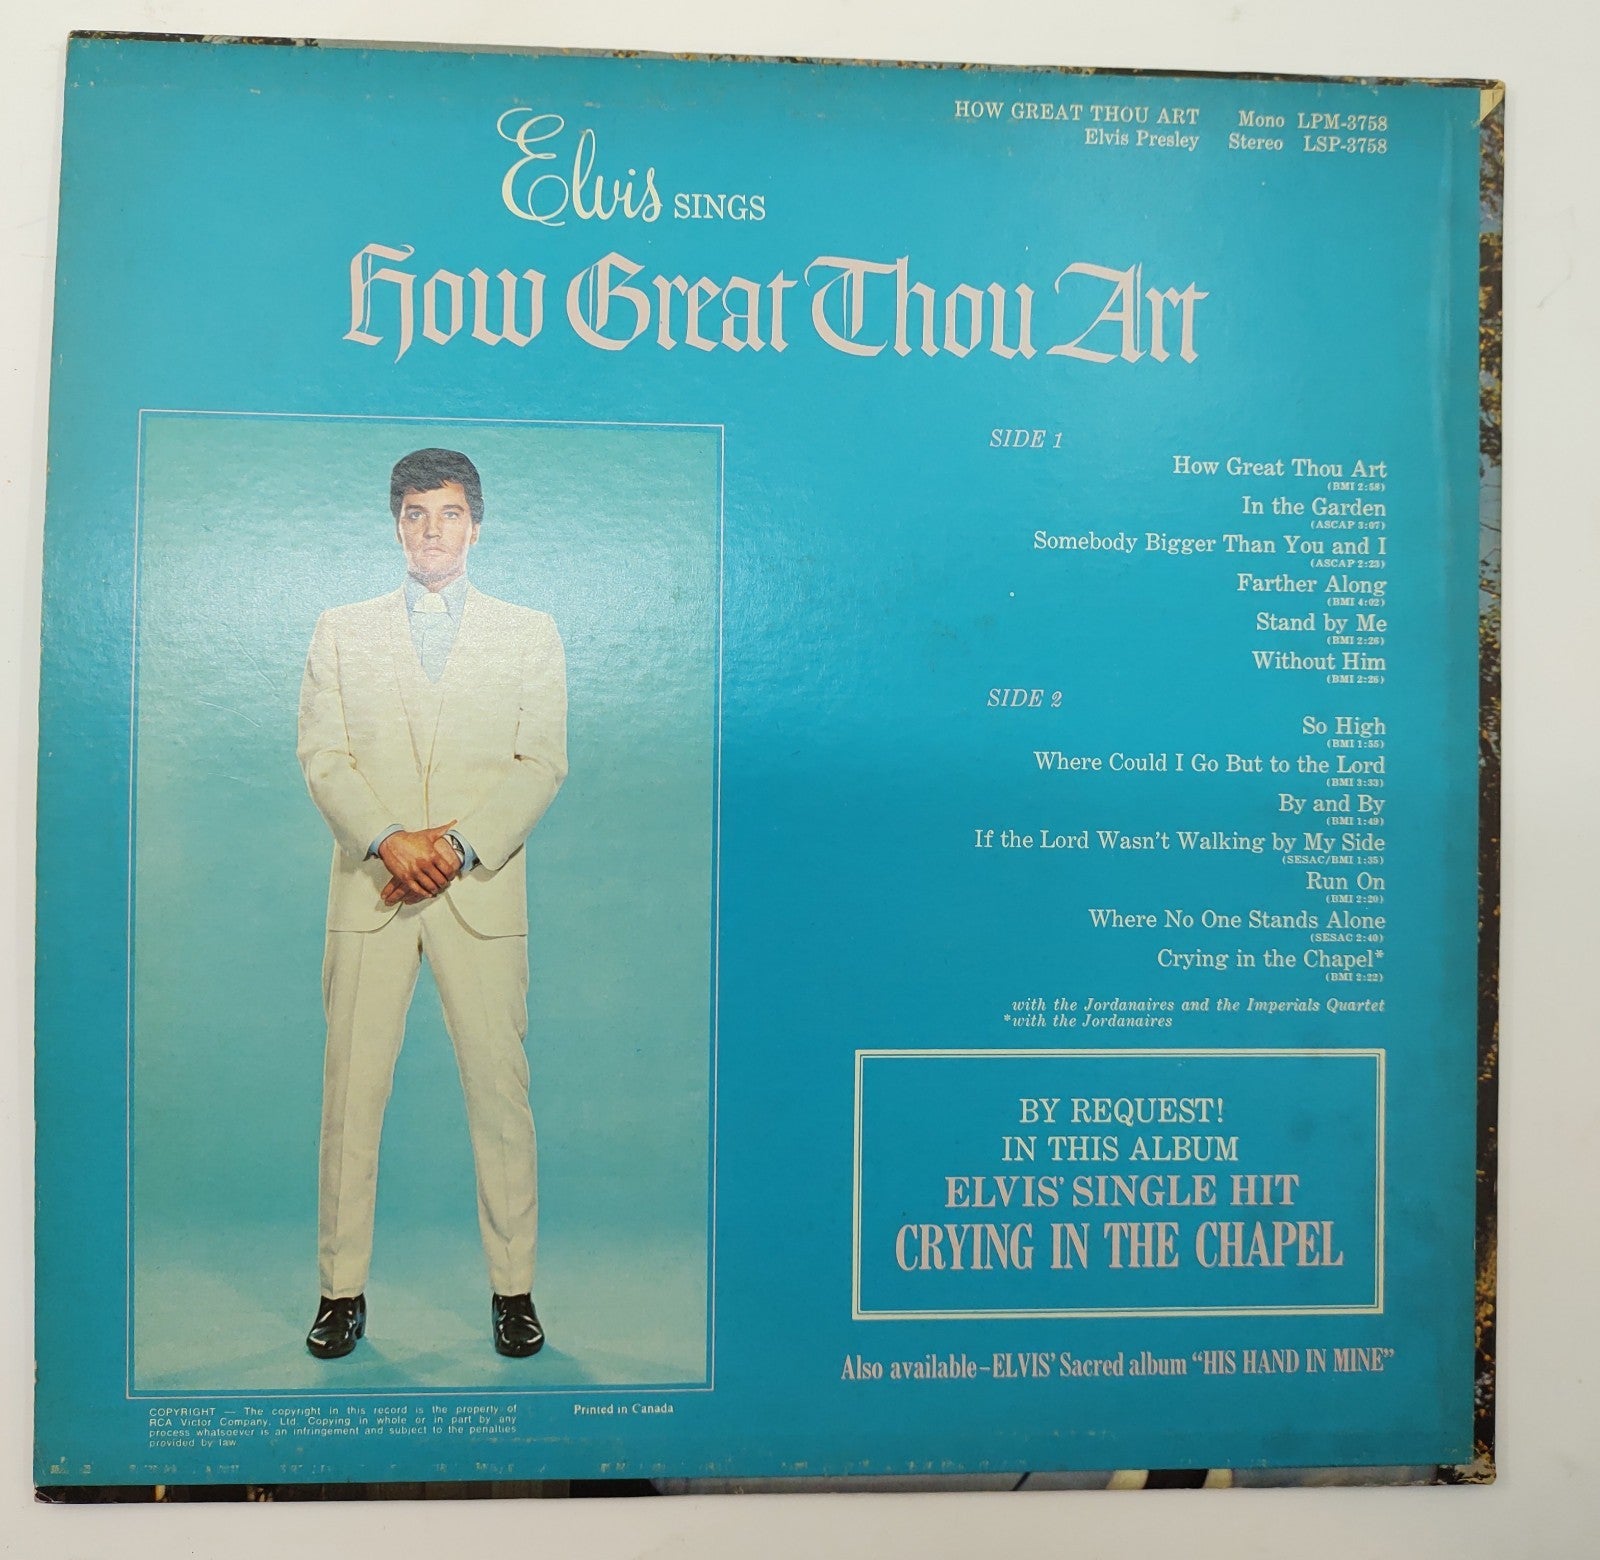 HOW GREAT THOU ART Mono LPM-3758
Elvis Presley Stereo LSP-3758
Elvis SINGS
How Great Thou Art
SIDE 1
How Great Thou Art
(BMI 2:58)
In the Garden
(ASCAP 3:07)
Somebody Bigger Than You and I
(ASCAP 2:23)
Farther Along
(BMI 4:02)
Stand by Me
(BMI 2:26)
Without Him
(BMI 2:26)
SIDE 2
So High
(BMI 1:55)
Where Could I Go But to the Lord
(BMI 3:33)
By and By
(BMI 1:49)
If the Lord Wasn't Walking by My Side
(SESAC/BMI 1:35)
Run On
(BMI 2:20)
Where No One Stands Alone
(SESAC 2:40)
Crying in the Chapel*
(BMI 2:22)
with the Jordanaires and the Imperials Quartet
*with the Jordanaires
BY REQUEST!
IN THIS ALBUM
ELVIS' SINGLE HIT
CRYING IN THE CHAPEL
Also available–ELVIS' Sacred album “HIS HAND IN MINE”
COPYRIGHT — The copyright in this record is the property of
RCA Victor Company, Ltd. Copying in whole or in part by any
process whatsoever is an infringement and subject to the penalties
provided by law
Printed in Canada